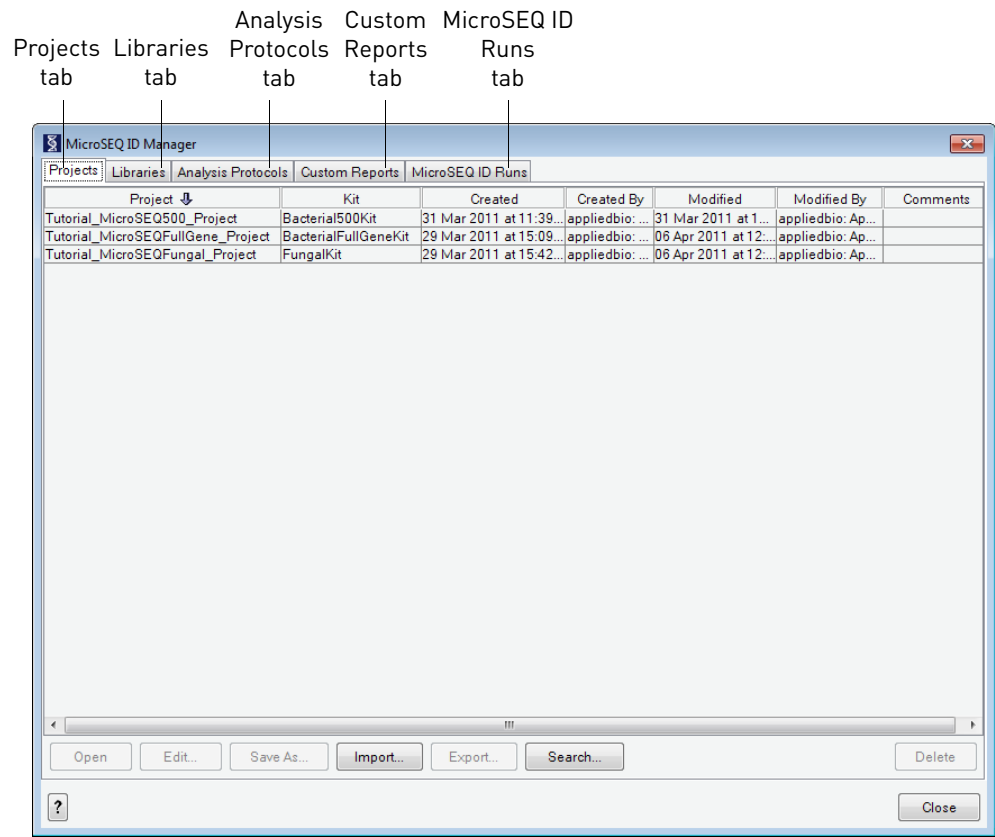 Projects tab
Libraries tab
Analysis Protocols tab
Custom Reports tab
MicroSEQ ID Runs tab
MicroSEQ ID Manager
Projects Libraries Analysis Protocols Custom Reports MicroSEQ ID Runs
Project Kit Created Created By Modified Modified By Comments
Tutorial_MicroSEQ500_Project Bacterial500Kit 31 Mar 2011 at 11:39... appliedbio: ... 31 Mar 2011 at 1... appliedbio: Ap...
Tutorial_MicroSEQFullGene_Project BacterialFullGeneKit 29 Mar 2011 at 15:09... appliedbio: ... 06 Apr 2011 at 12:... appliedbio: Ap...
Tutorial_MicroSEQFungal_Project FungalKit 29 Mar 2011 at 15:42... appliedbio: ... 06 Apr 2011 at 12:... appliedbio: Ap...
Open Edit... Save As... Import... Export... Search... Delete
? Close